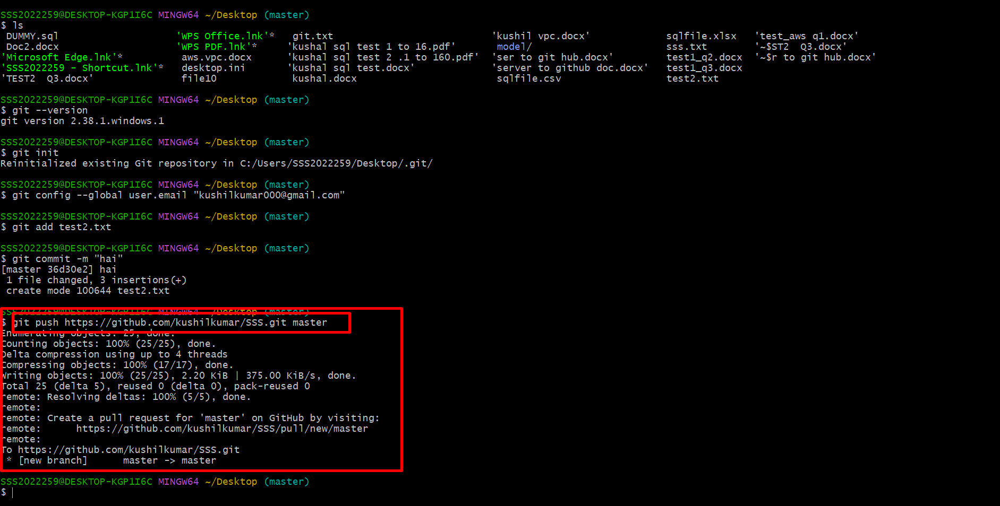 SSS2022259@DESKTOP-KGP1I6C MINGW64 ~/Desktop (master)
$ ls
 DUMMY.sql                    'WPS Office.lnk'*   git.txt                           'kushil vpc.docx'             sqlfile.xlsx   'test_aws q1.docx'
 Doc2.docx                    'WPS PDF.lnk'*     'kushal sql test 1 to 16.pdf'       model/                       sss.txt        '~$ST2  Q3.docx'
'Microsoft Edge.lnk'*          aws.vpc.docx      'kushal sql test 2 .1 to 160.pdf'  'ser to git hub.docx'         test1_q2.docx  '~$r to git hub.docx'
'SSS2022259 - Shortcut.lnk'*   desktop.ini       'kushal sql test.docx'             'server to github doc.docx'   test1_q3.docx
'TEST2  Q3.docx'               file10             kushal.docx                        sqlfile.csv                  test2.txt
SSS2022259@DESKTOP-KGP1I6C MINGW64 ~/Desktop (master)
$ git --version
git version 2.38.1.windows.1
SSS2022259@DESKTOP-KGP1I6C MINGW64 ~/Desktop (master)
$ git init
Reinitialized existing Git repository in C:/Users/SSS2022259/Desktop/.git/
SSS2022259@DESKTOP-KGP1I6C MINGW64 ~/Desktop (master)
$ git config --global user.email "kushilkumar000@gmail.com"
SSS2022259@DESKTOP-KGP1I6C MINGW64 ~/Desktop (master)
$ git add test2.txt
SSS2022259@DESKTOP-KGP1I6C MINGW64 ~/Desktop (master)
$ git commit -m "hai"
[master 36d30e2] hai
 1 file changed, 3 insertions(+)
 create mode 100644 test2.txt
SSS2022259@DESKTOP-KGP1I6C MINGW64 ~/Desktop (master)
$ git push https://github.com/kushilkumar/SSS.git master
Enumerating objects: 25, done.
Counting objects: 100% (25/25), done.
Delta compression using up to 4 threads
Compressing objects: 100% (17/17), done.
Writing objects: 100% (25/25), 2.20 KiB | 375.00 KiB/s, done.
Total 25 (delta 5), reused 0 (delta 0), pack-reused 0
remote: Resolving deltas: 100% (5/5), done.
remote:
remote: Create a pull request for 'master' on GitHub by visiting:
remote:      https://github.com/kushilkumar/SSS/pull/new/master
remote:
To https://github.com/kushilkumar/SSS.git
 * [new branch]      master -> master
SSS2022259@DESKTOP-KGP1I6C MINGW64 ~/Desktop (master)
$